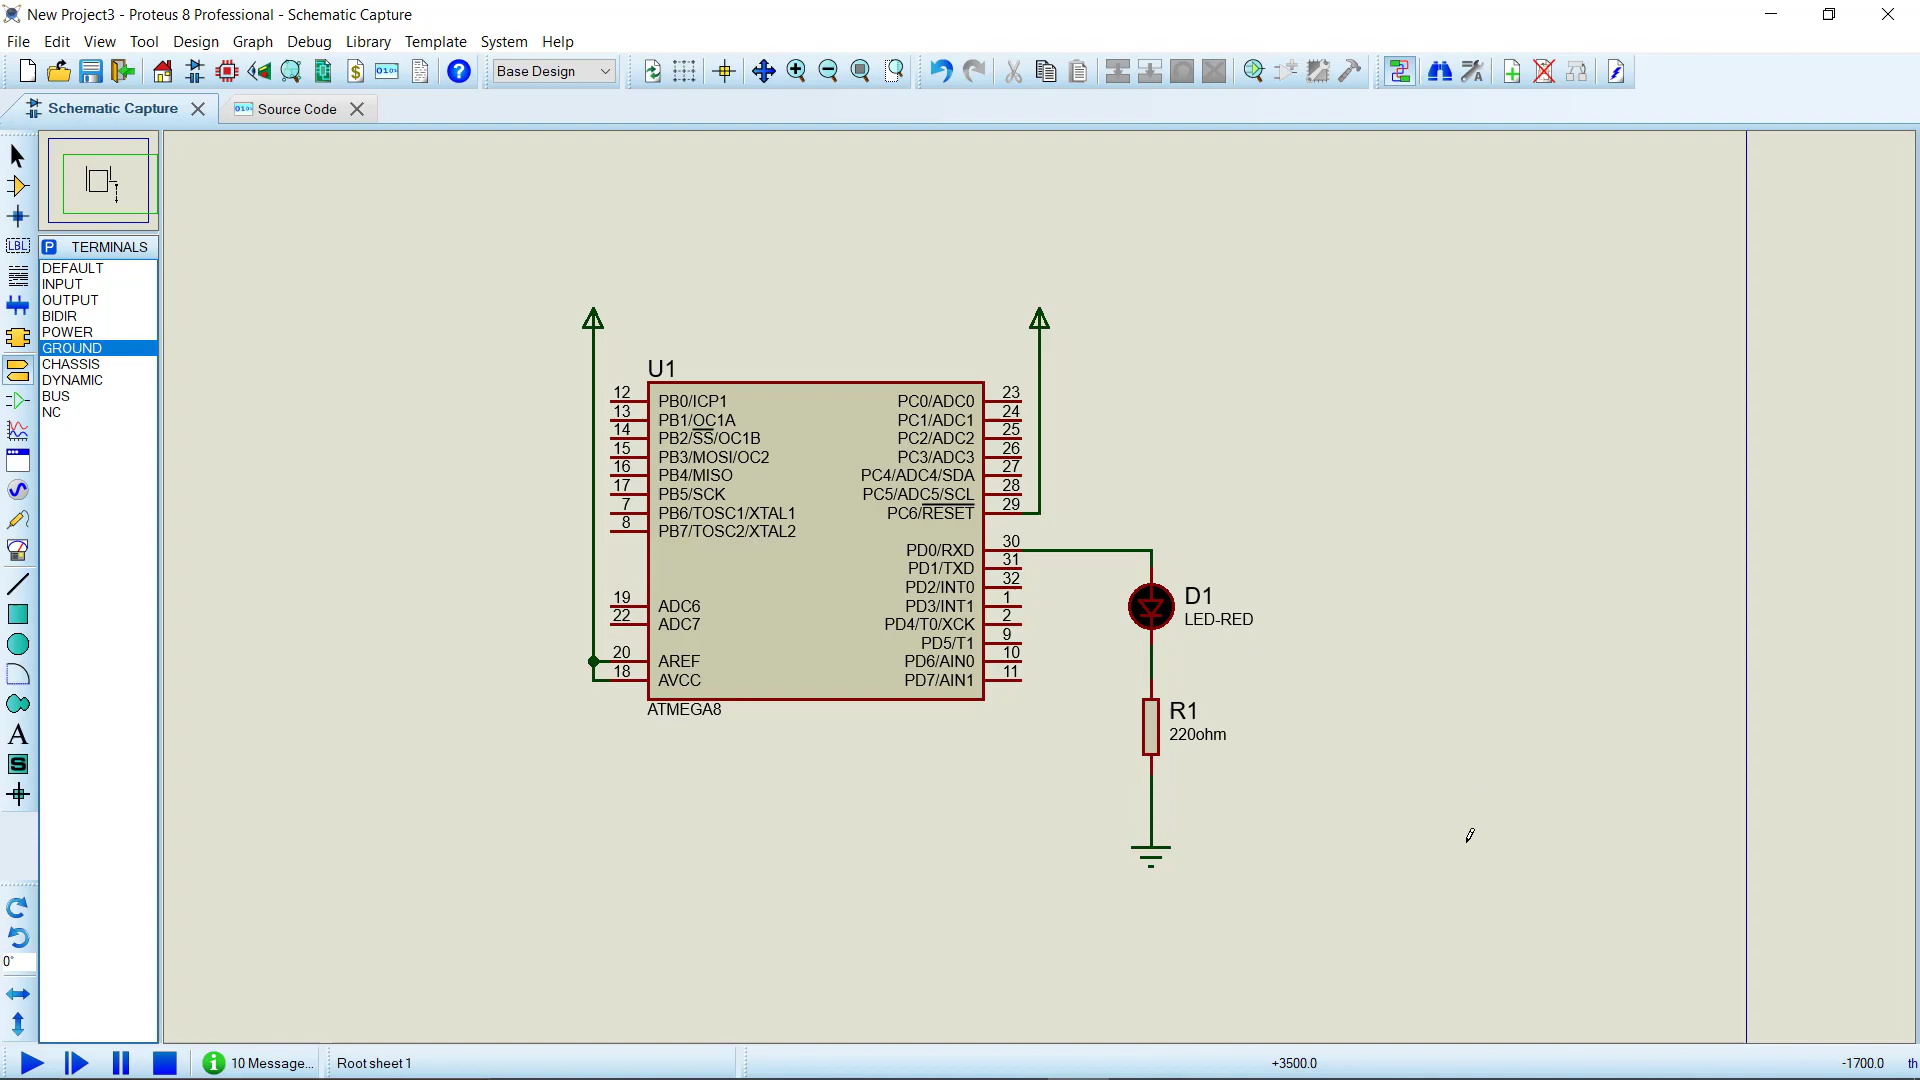 New Project3 - Proteus 8 Professional - Schematic Capture
File Edit View Tool Design Graph Debug Library Template System Help
$ 0101 ? Base Design
Schematic Capture
Source Code
LBL
P TERMINALS
DEFAULT
INPUT
OUTPUT
BIDIR
POWER
GROUND
CHASSIS
DYNAMIC
BUS
NC
A
S
0°
U1
12 PB0/ICP1
13 PB1/OC1A
14 PB2/SS/OC1B
15 PB3/MOSI/OC2
16 PB4/MISO
17 PB5/SCK
7 PB6/TOSC1/XTAL1
8 PB7/TOSC2/XTAL2
19 ADC6
22 ADC7
20 AREF
18 AVCC
PC0/ADC0 23
PC1/ADC1 24
PC2/ADC2 25
PC3/ADC3 26
PC4/ADC4/SDA 27
PC5/ADC5/SCL 28
PC6/RESET 29
PD0/RXD 30
PD1/TXD 31
PD2/INT0 32
PD3/INT1 1
PD4/T0/XCK 2
PD5/T1 9
PD6/AIN0 10
PD7/AIN1 11
ATMEGA8
D1
LED-RED
R1
220ohm
10 Message...
Root sheet 1
+3500.0
-1700.0
th